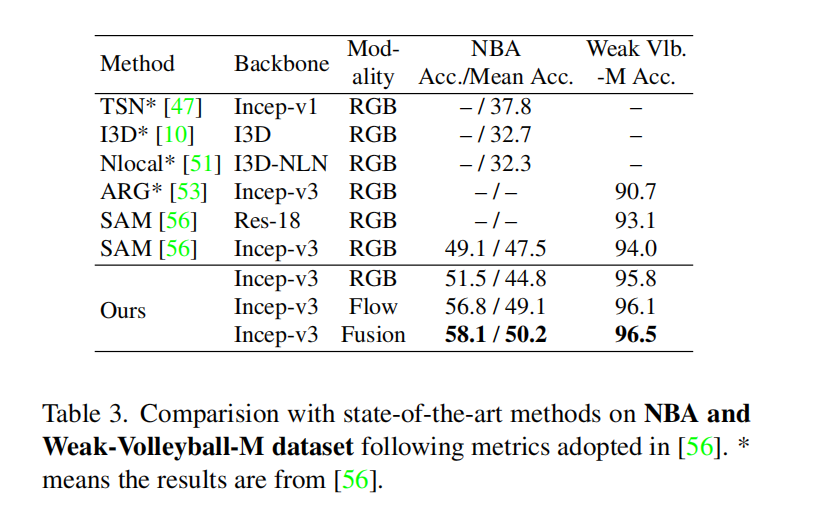 Method Backbone Mod-ality NBA Acc./Mean Acc. Weak Vlb. -M Acc.
TSN* [47] Incep-v1 RGB – / 37.8 –
I3D* [10] I3D RGB – / 32.7 –
Nlocal* [51] I3D-NLN RGB – / 32.3 –
ARG* [53] Incep-v3 RGB – / – 90.7
SAM [56] Res-18 RGB – / – 93.1
SAM [56] Incep-v3 RGB 49.1 / 47.5 94.0
Ours Incep-v3 RGB 51.5 / 44.8 95.8
Incep-v3 Flow 56.8 / 49.1 96.1
Incep-v3 Fusion 58.1 / 50.2 96.5
Table 3. Comparision with state-of-the-art methods on NBA and
Weak-Volleyball-M dataset following metrics adopted in [56]. *
means the results are from [56].